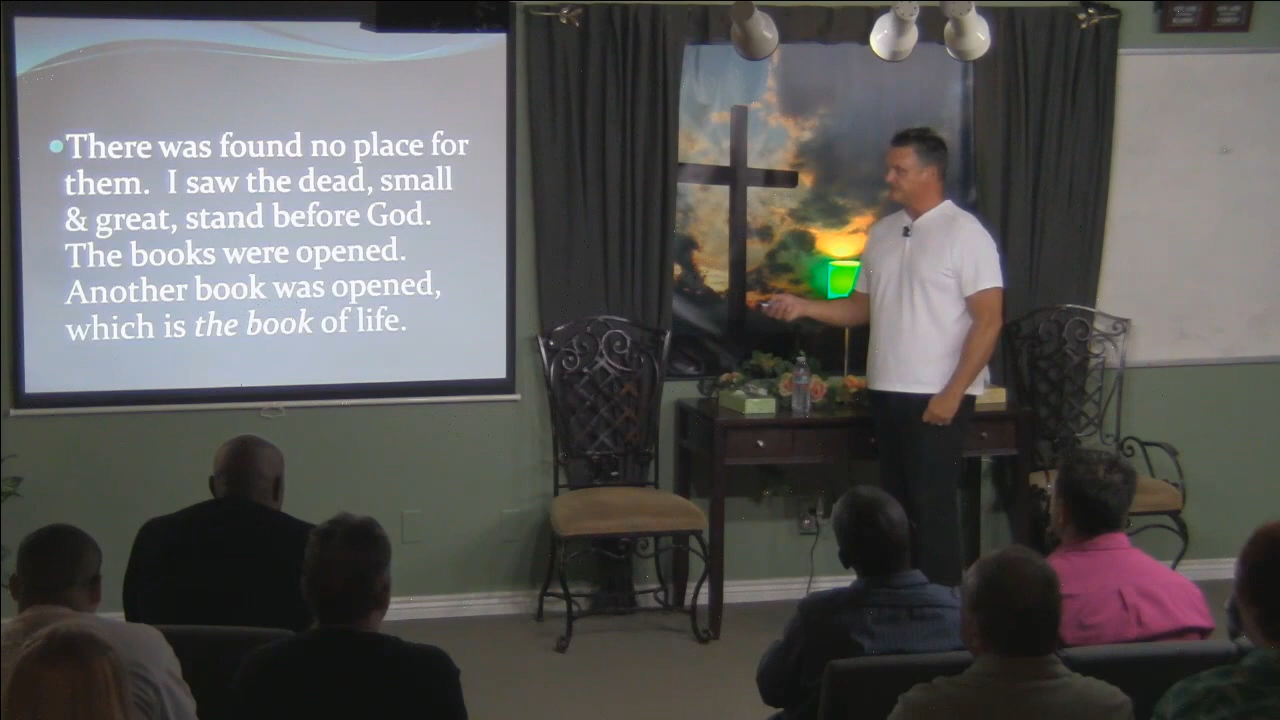 There was found no place for
them. I saw the dead, small
& great, stand before God.
The books were opened.
Another book was opened,
which is the book of life.